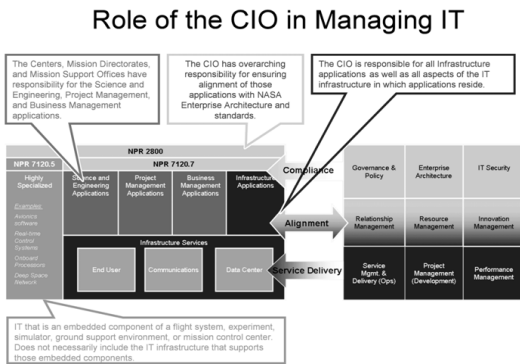 Role of the CIO in Managing IT
The Centers, Mission Directorates,
and Mission Support Offices have
responsibility for the Science and
Engineering, Project Management,
and Business Management
applications.
The CIO has overarching
responsibility for ensuring
alignment of those
applications with NASA
Enterprise Architecture and
standards.
The CIO is responsible for all Infrastructure
applications as well as all aspects of the IT
infrastructure in which applications reside.
NPR 2800
NPR 7120.5
NPR 7120.7
Highly
Specialized
Examples:
Avionics
software
Real-time
Control
Systems
Onboard
Processors
Deep Space
Network
Science and
Engineering
Applications
Project
Management
Applications
Business
Management
Applications
Infrastructure
Applications
Infrastructure Services
End User
Communications
Data Center
Compliance
Alignment
Service Delivery
Governance &
Policy
Enterprise
Architecture
IT Security
Relationship
Management
Resource
Management
Innovation
Management
Service
Mgmt. &
Delivery (Ops)
Project
Management
(Development)
Performance
Management
IT that is an embedded component of a flight system, experiment,
simulator, ground support environment, or mission control center.
Does not necessarily include the IT infrastructure that supports
those embedded components.